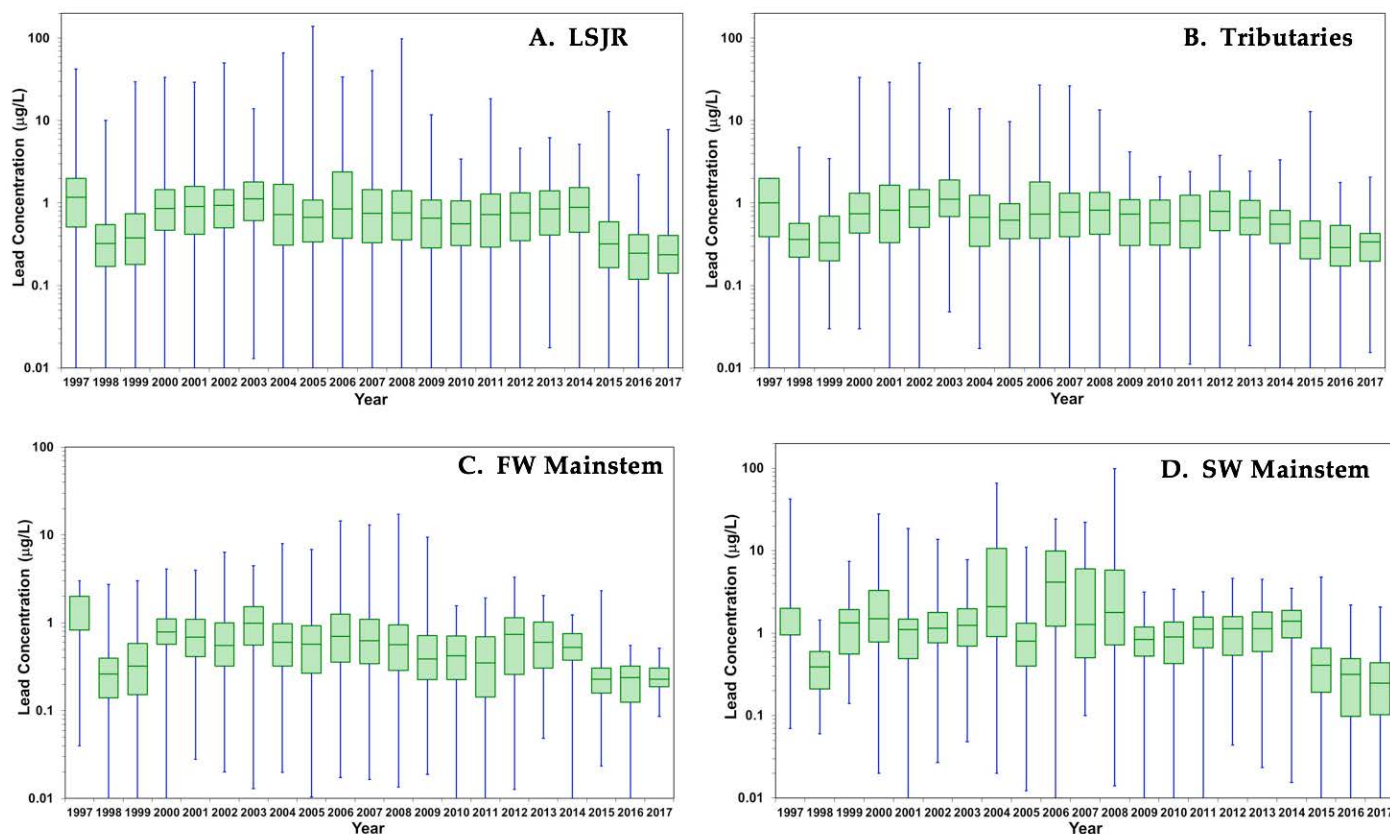 A. LSJR
Lead Concentration (µg/L)
100
10
1
0.1
0.01
1997 1998 1999 2000 2001 2002 2003 2004 2005 2006 2007 2008 2009 2010 2011 2012 2013 2014 2015 2016 2017
Year
B. Tributaries
Lead Concentration (µg/L)
100
10
1
0.1
0.01
1997 1998 1999 2000 2001 2002 2003 2004 2005 2006 2007 2008 2009 2010 2011 2012 2013 2014 2015 2016 2017
Year
C. FW Mainstem
Lead Concentration (µg/L)
100
10
1
0.1
0.01
1997 1998 1999 2000 2001 2002 2003 2004 2005 2006 2007 2008 2009 2010 2011 2012 2013 2014 2015 2016 2017
Year
D. SW Mainstem
Lead Concentration (µg/L)
100
10
1
0.1
0.01
1997 1998 1999 2000 2001 2002 2003 2004 2005 2006 2007 2008 2009 2010 2011 2012 2013 2014 2015 2016 2017
Year